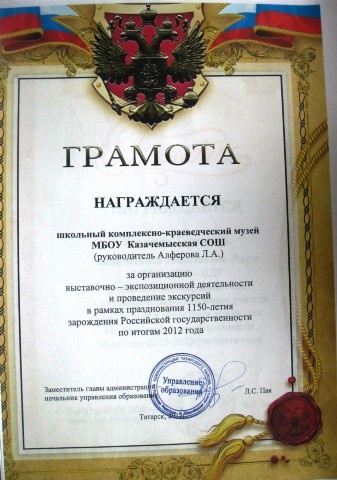 ГРАМОТА
НАГРАЖДАЕТСЯ
школьный комплексно-краеведческий музей
МБОУ Казачемысская СОШ
(руководитель Алферова Л.А.)
за организацию
выставочно – экспозиционной деятельности
и проведение экскурсий
в рамках празднования 1150-летия
зарождения Российской государственности
по итогам 2012 года
Заместитель главы администрации
начальник управления образования
Л.С. Пак
Управление
образования
Татарск,